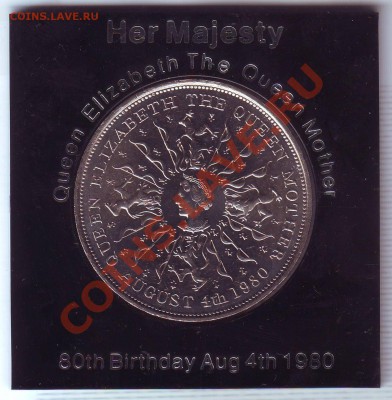 COINS.LAVE.RU
Her Majesty
Queen Elizabeth The Queen Mother
QUEEN ELIZABETH THE QUEEN MOTHER
AUGUST 4th 1980
80th Birthday Aug 4th 1980
COINS.LAVE.RU